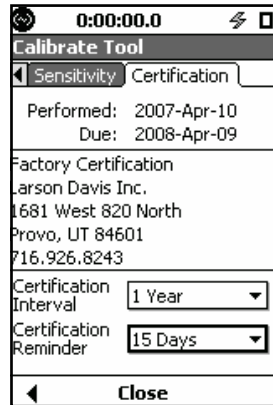 0:00:00.0
Calibrate Tool
Sensitivity Certification
Performed: 2007-Apr-10
Due: 2008-Apr-09
Factory Certification
Larson Davis Inc.
1681 West 820 North
Provo, UT 84601
716.926.8243
Certification Interval 1 Year
Certification Reminder 15 Days
Close